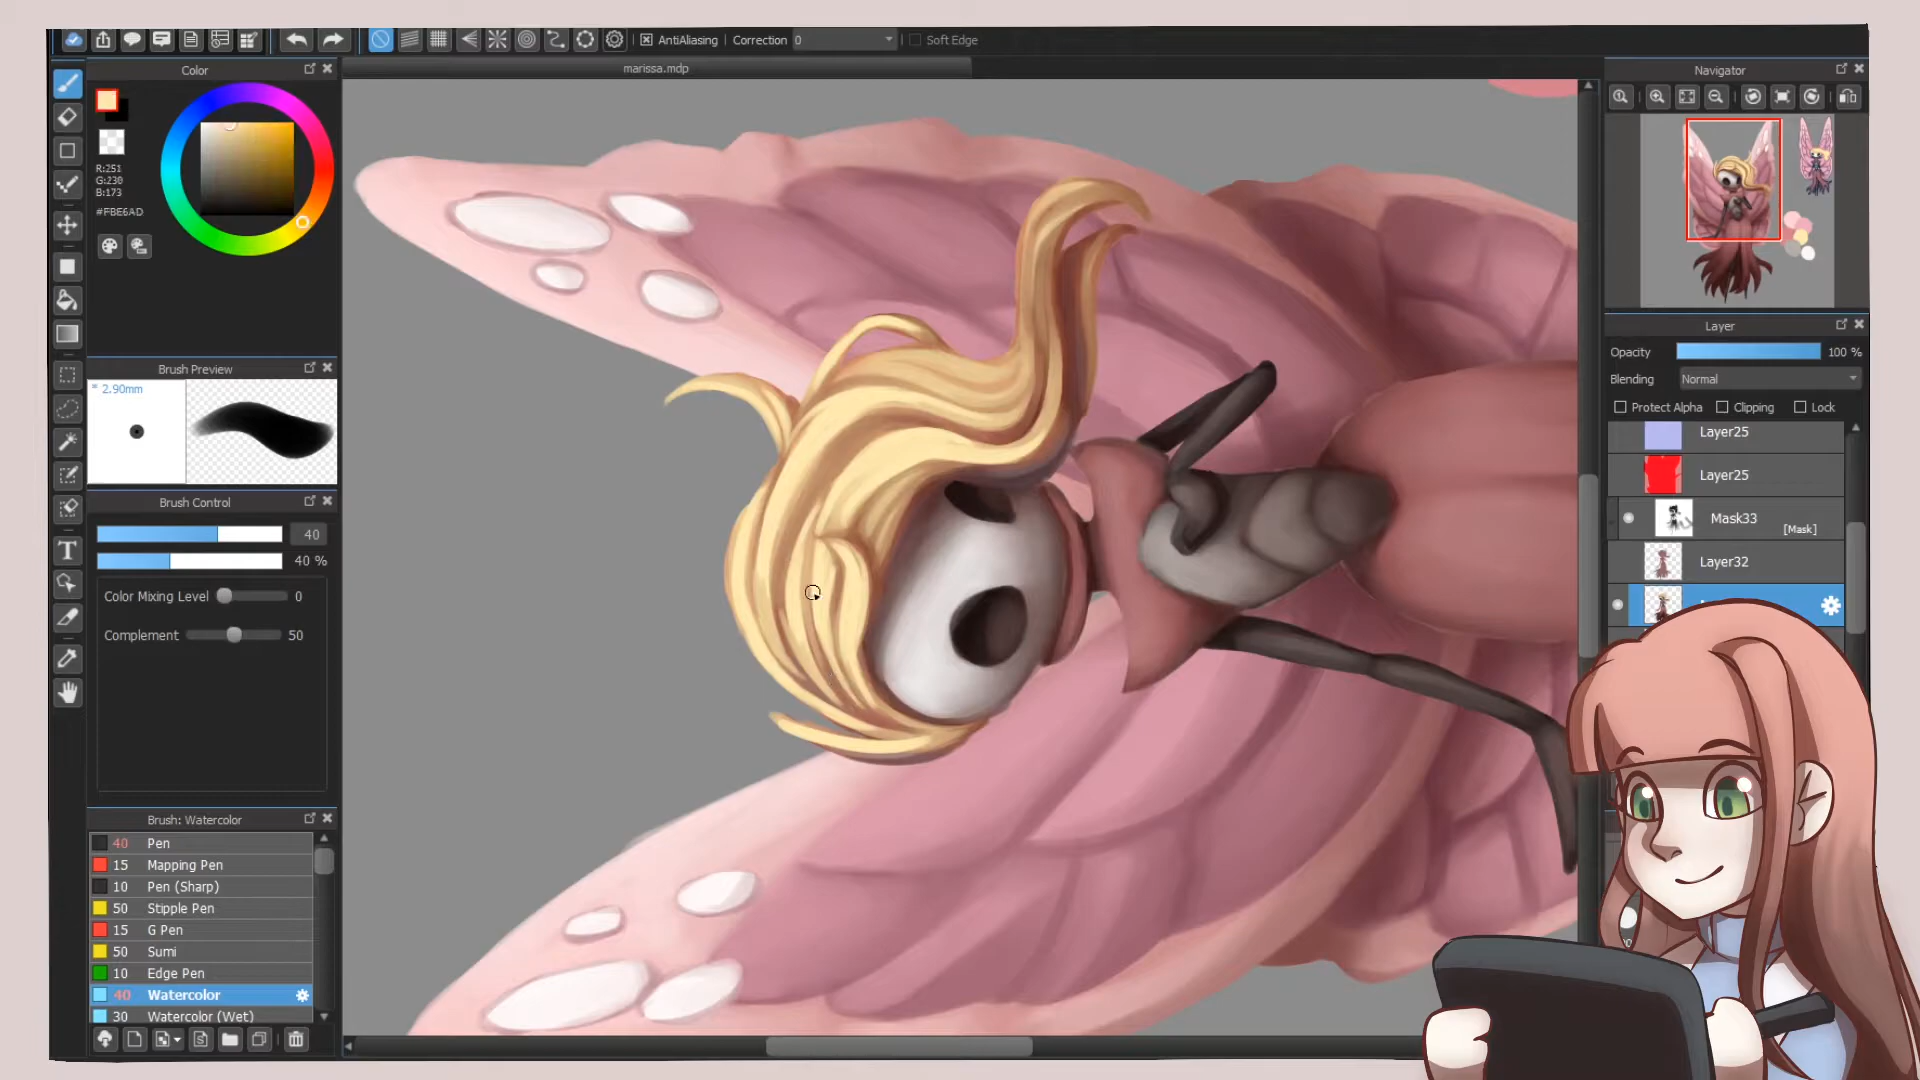 AntiAliasing Correction 0 Soft Edge
marissa.mdp
Color
R:251
G:230
B:173
#FBE6AD
Brush Preview
* 2.90mm
Brush Control
40
40 %
Color Mixing Level 0
Complement 50
Brush: Watercolor
40 Pen
15 Mapping Pen
10 Pen (Sharp)
50 Stipple Pen
15 G Pen
50 Sumi
10 Edge Pen
40 Watercolor
30 Watercolor (Wet)
T
Navigator
Layer
Opacity 100 %
Blending Normal
Protect Alpha Clipping Lock
Layer25
Layer25
Mask33
[Mask]
Layer32